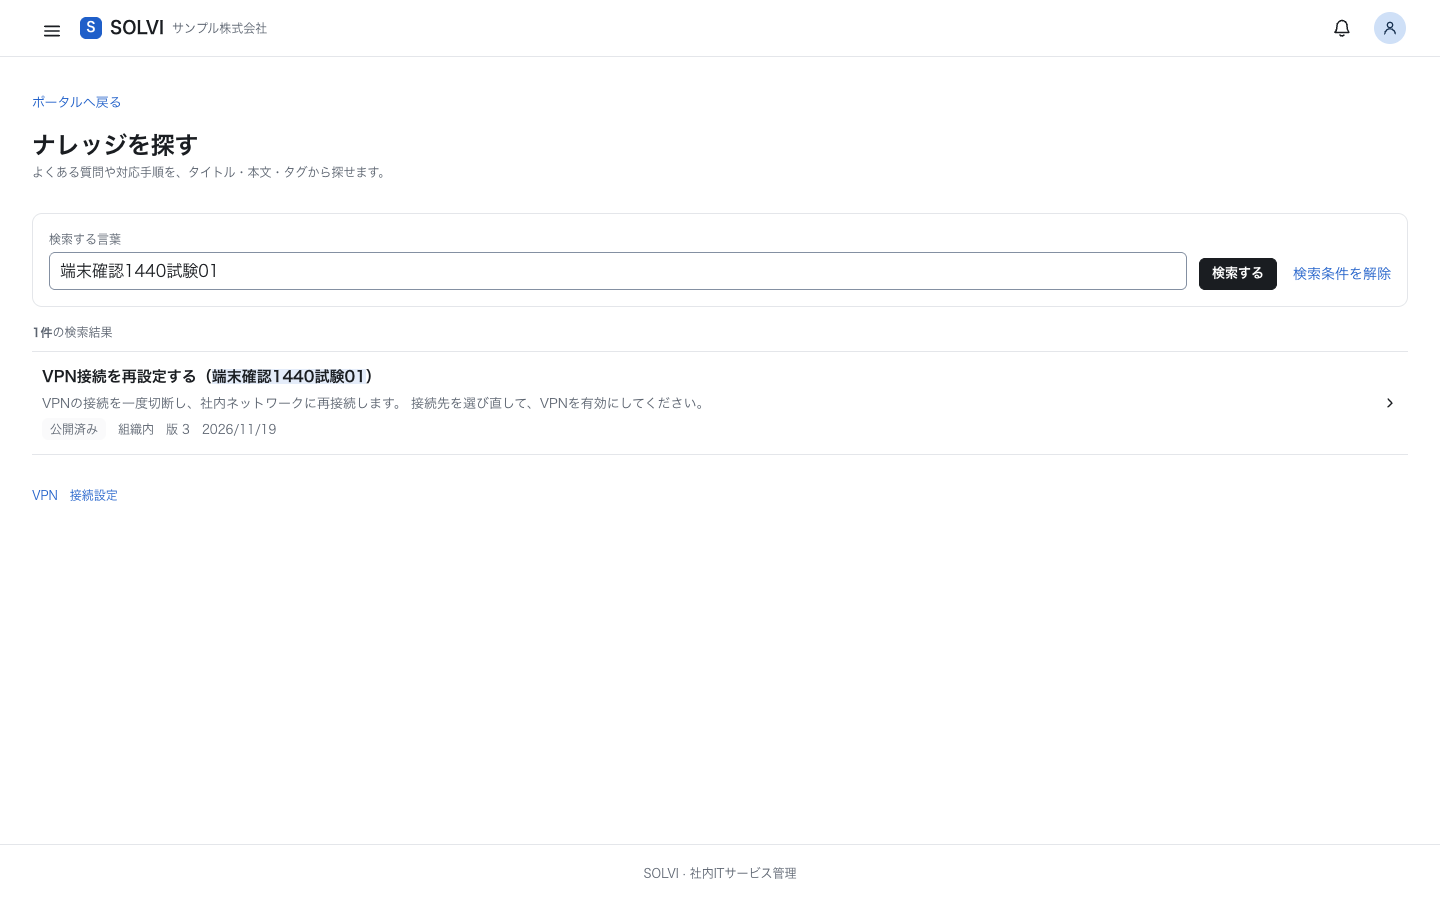 S SOLVI サンプル株式会社
ポータルへ戻る
ナレッジを探す
よくある質問や対応手順を、タイトル・本文・タグから探せます。
検索する言葉
端末確認1440試験01
検索する
検索条件を解除
1件の検索結果
VPN接続を再設定する（端末確認1440試験01）
VPNの接続を一度切断し、社内ネットワークに再接続します。 接続先を選び直して、VPNを有効にしてください。
公開済み 組織内 版 3 2026/11/19
VPN 接続設定
SOLVI · 社内ITサービス管理